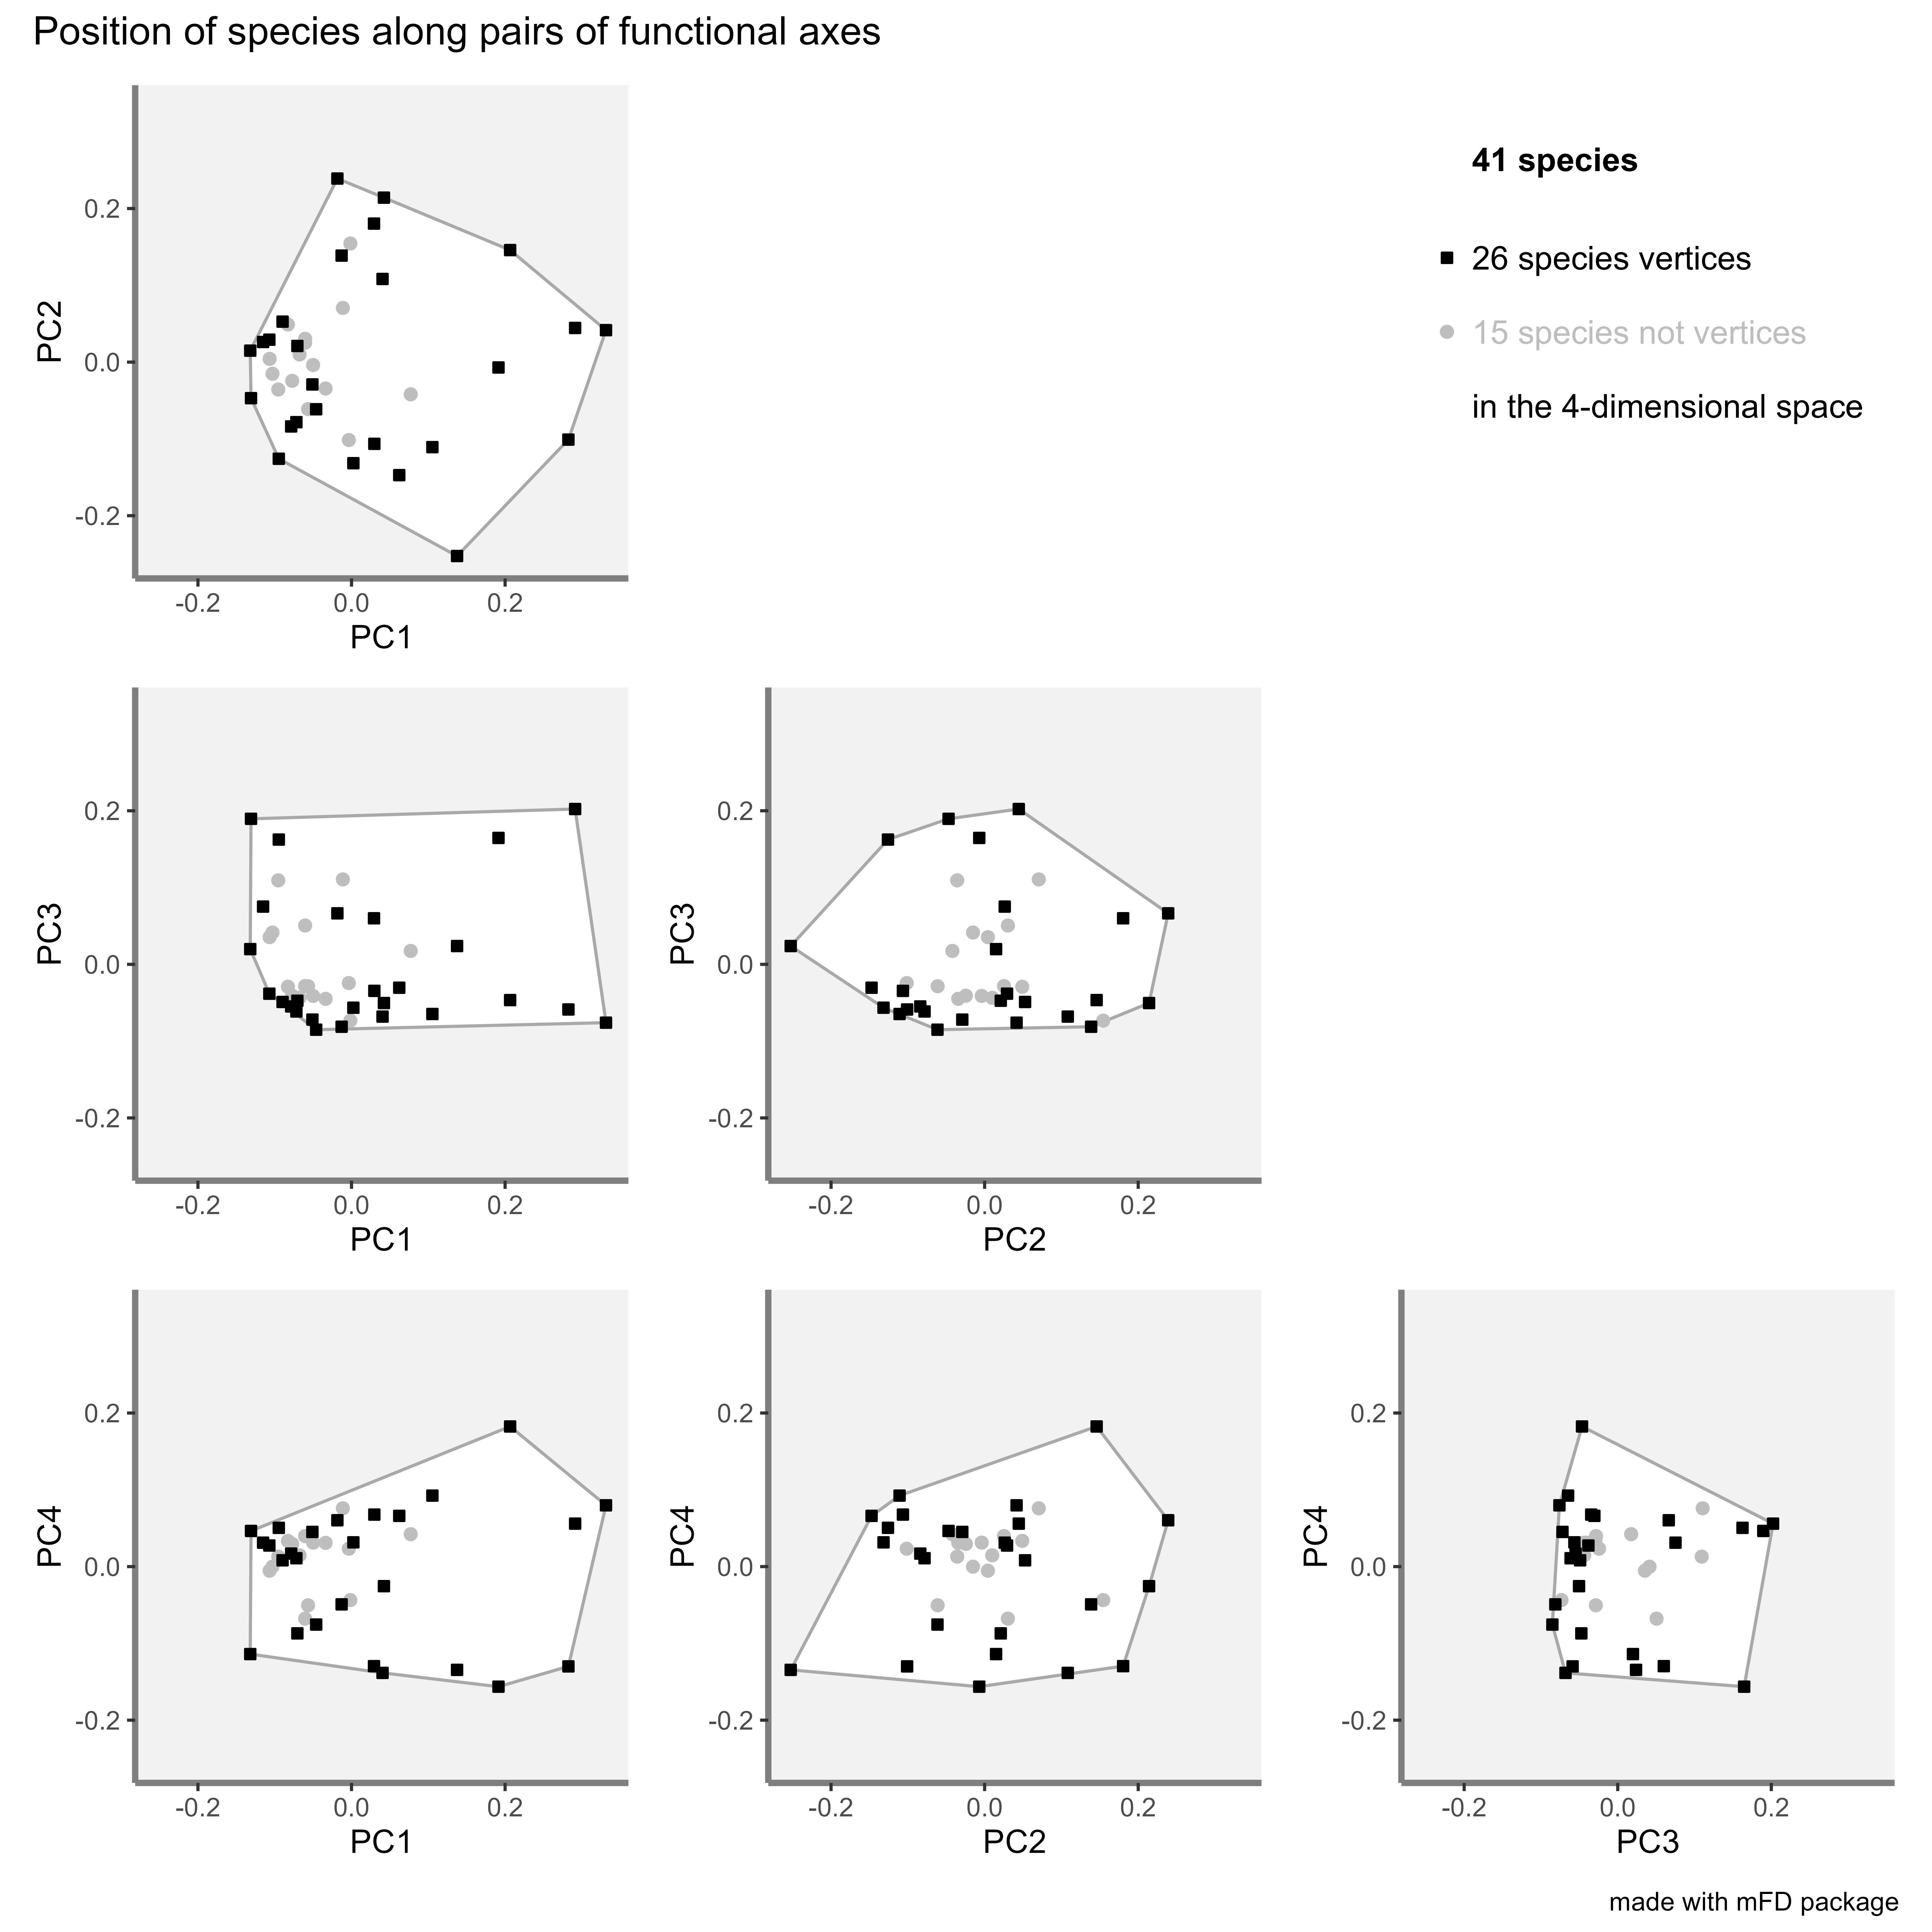 Position of species along pairs of functional axes
41 species
26 species vertices
15 species not vertices
in the 4-dimensional space
PC2
0.2
0.0
-0.2
-0.2 0.0 0.2
PC1
PC3
0.2
0.0
-0.2
-0.2 0.0 0.2
PC1
PC3
0.2
0.0
-0.2
-0.2 0.0 0.2
PC2
PC4
0.2
0.0
-0.2
-0.2 0.0 0.2
PC1
PC4
0.2
0.0
-0.2
-0.2 0.0 0.2
PC2
PC4
0.2
0.0
-0.2
-0.2 0.0 0.2
PC3
made with mFD package